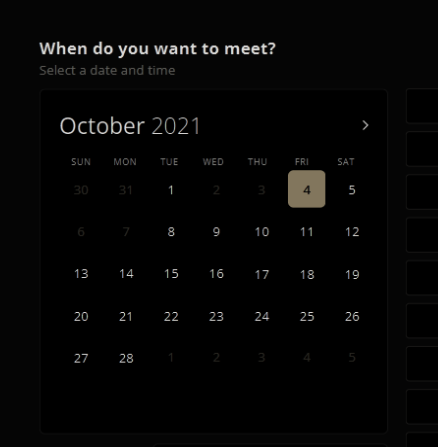 When do you want to meet?
Select a date and time
October 2021
SUN MON TUE WED THU FRI SAT
30 31 1 2 3 4 5
6 7 8 9 10 11 12
13 14 15 16 17 18 19
20 21 22 23 24 25 26
27 28 1 2 3 4 5